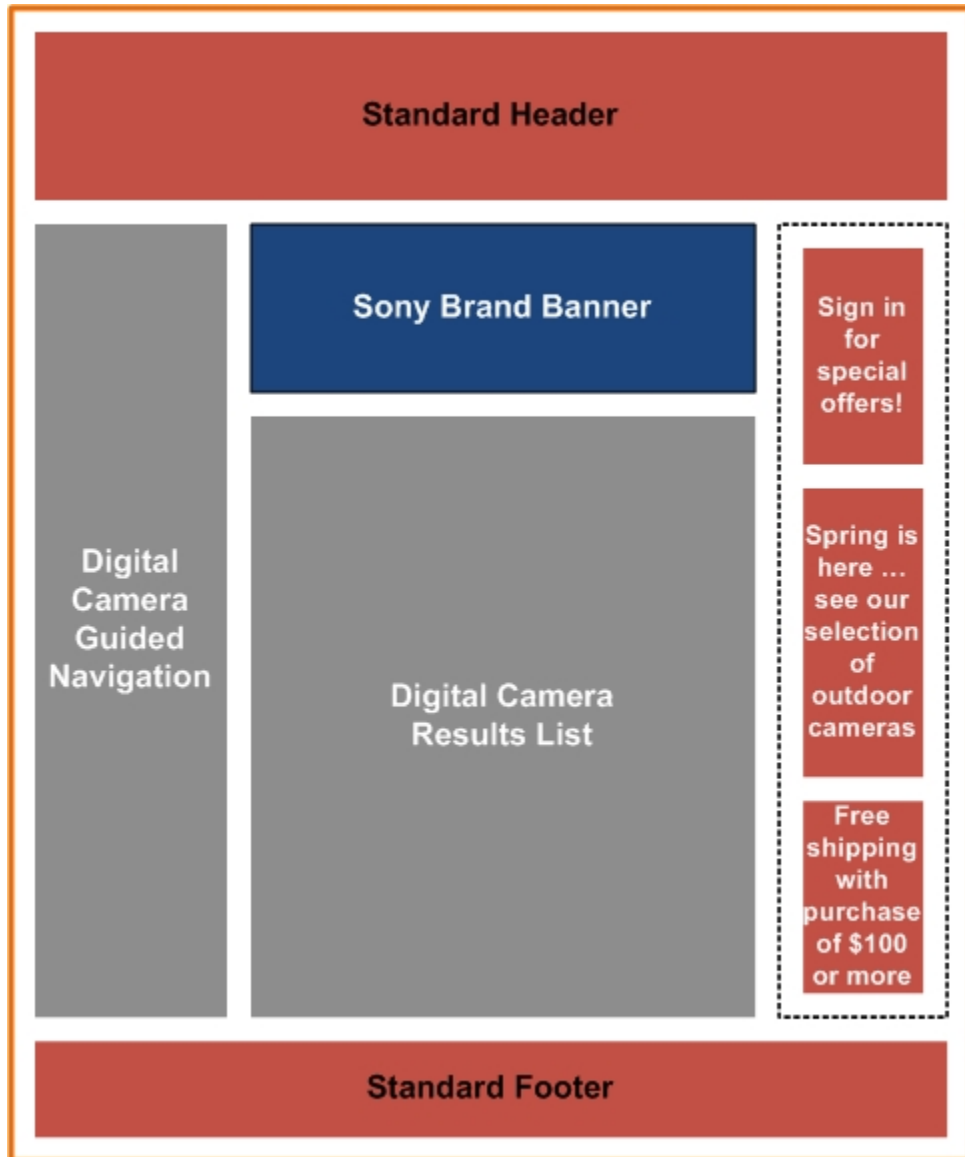 Standard Header
Sony Brand Banner
Digital
Camera
Guided
Navigation
Digital Camera
Results List
Sign in
for
special
offers!
Spring is
here ...
see our
selection
of
outdoor
cameras
Free
shipping
with
purchase
of $100
or more
Standard Footer